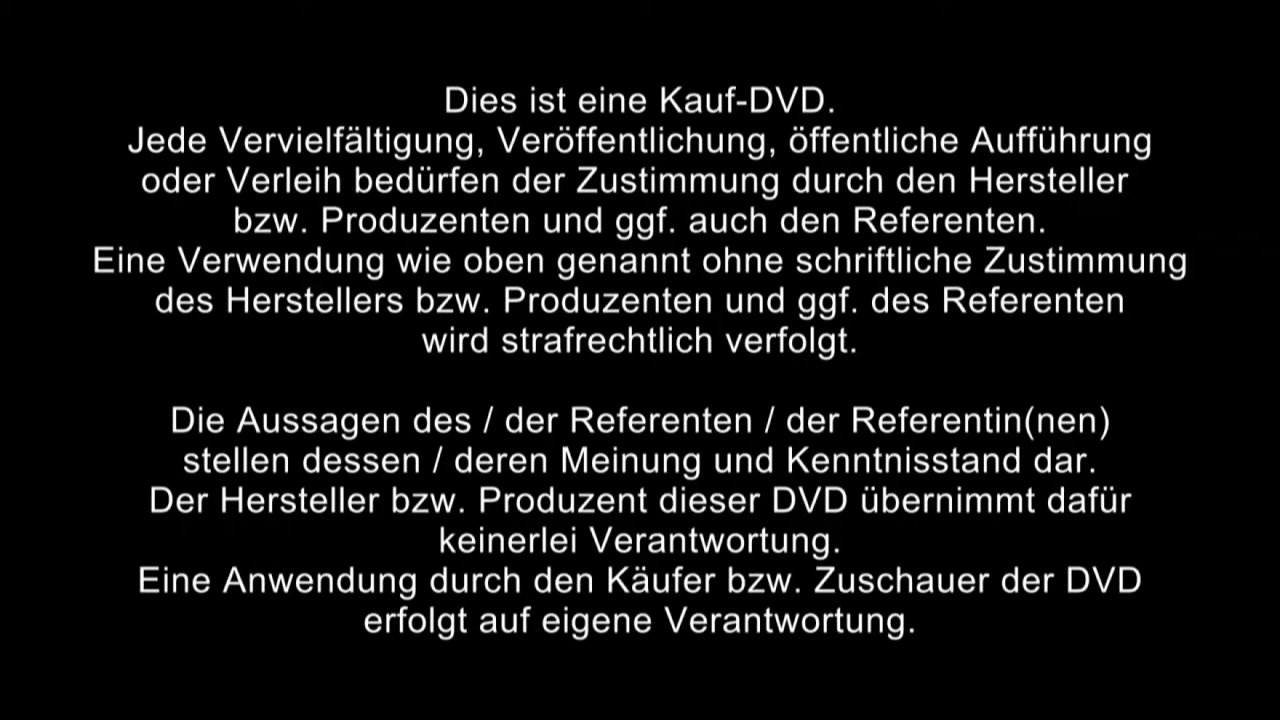 Dies ist eine Kauf-DVD.
Jede Vervielfältigung, Veröffentlichung, öffentliche Aufführung
oder Verleih bedürfen der Zustimmung durch den Hersteller
bzw. Produzenten und ggf. auch den Referenten.
Eine Verwendung wie oben genannt ohne schriftliche Zustimmung
des Herstellers bzw. Produzenten und ggf. des Referenten
wird strafrechtlich verfolgt.
Die Aussagen des / der Referenten / der Referentin(nen)
stellen dessen / deren Meinung und Kenntnisstand dar.
Der Hersteller bzw. Produzent dieser DVD übernimmt dafür
keinerlei Verantwortung.
Eine Anwendung durch den Käufer bzw. Zuschauer der DVD
erfolgt auf eigene Verantwortung.